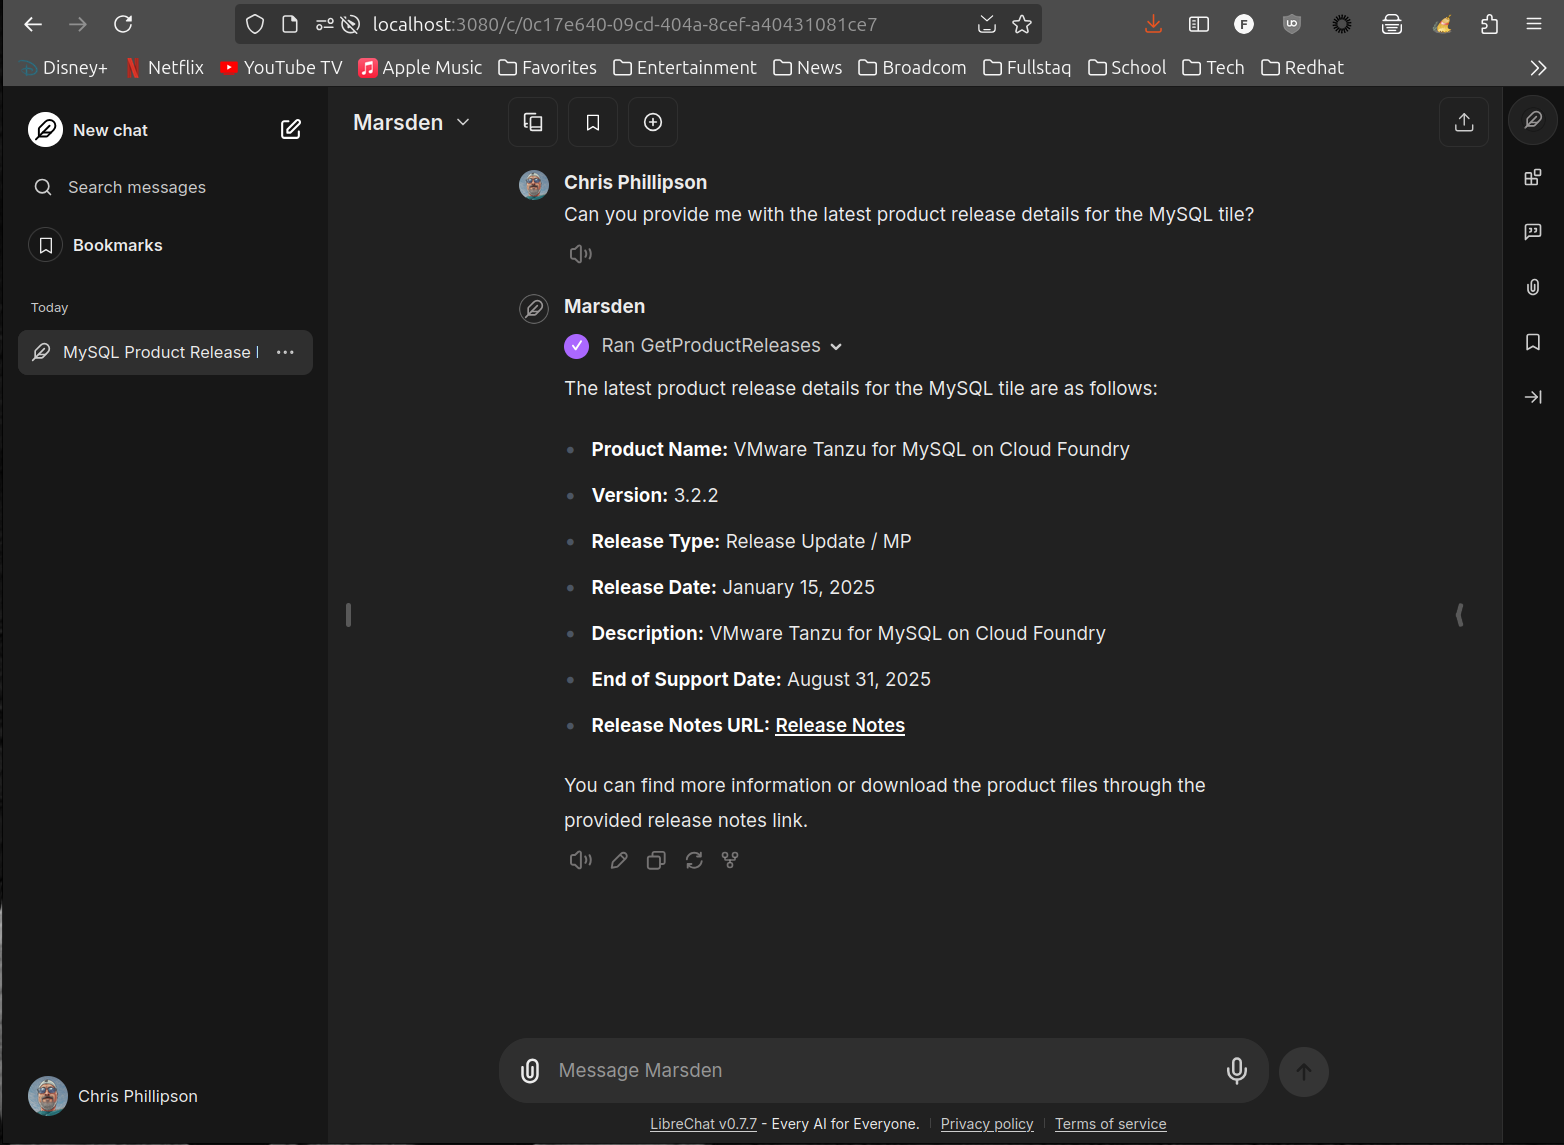 localhost:3080/c/0c17e640-09cd-404a-8cef-a40431081ce7
F
Disney+ Netflix YouTube TV Apple Music Favorites Entertainment News Broadcom Fullstaq School Tech Redhat
New chat
Search messages
Bookmarks
Today
MySQL Product Release
Chris Phillipson
Marsden
Chris Phillipson
Can you provide me with the latest product release details for the MySQL tile?
Marsden
Ran GetProductReleases
The latest product release details for the MySQL tile are as follows:
Product Name: VMware Tanzu for MySQL on Cloud Foundry
Version: 3.2.2
Release Type: Release Update / MP
Release Date: January 15, 2025
Description: VMware Tanzu for MySQL on Cloud Foundry
End of Support Date: August 31, 2025
Release Notes URL: Release Notes
You can find more information or download the product files through the
provided release notes link.
Message Marsden
LibreChat v0.7.7 - Every AI for Everyone. Privacy policy Terms of service